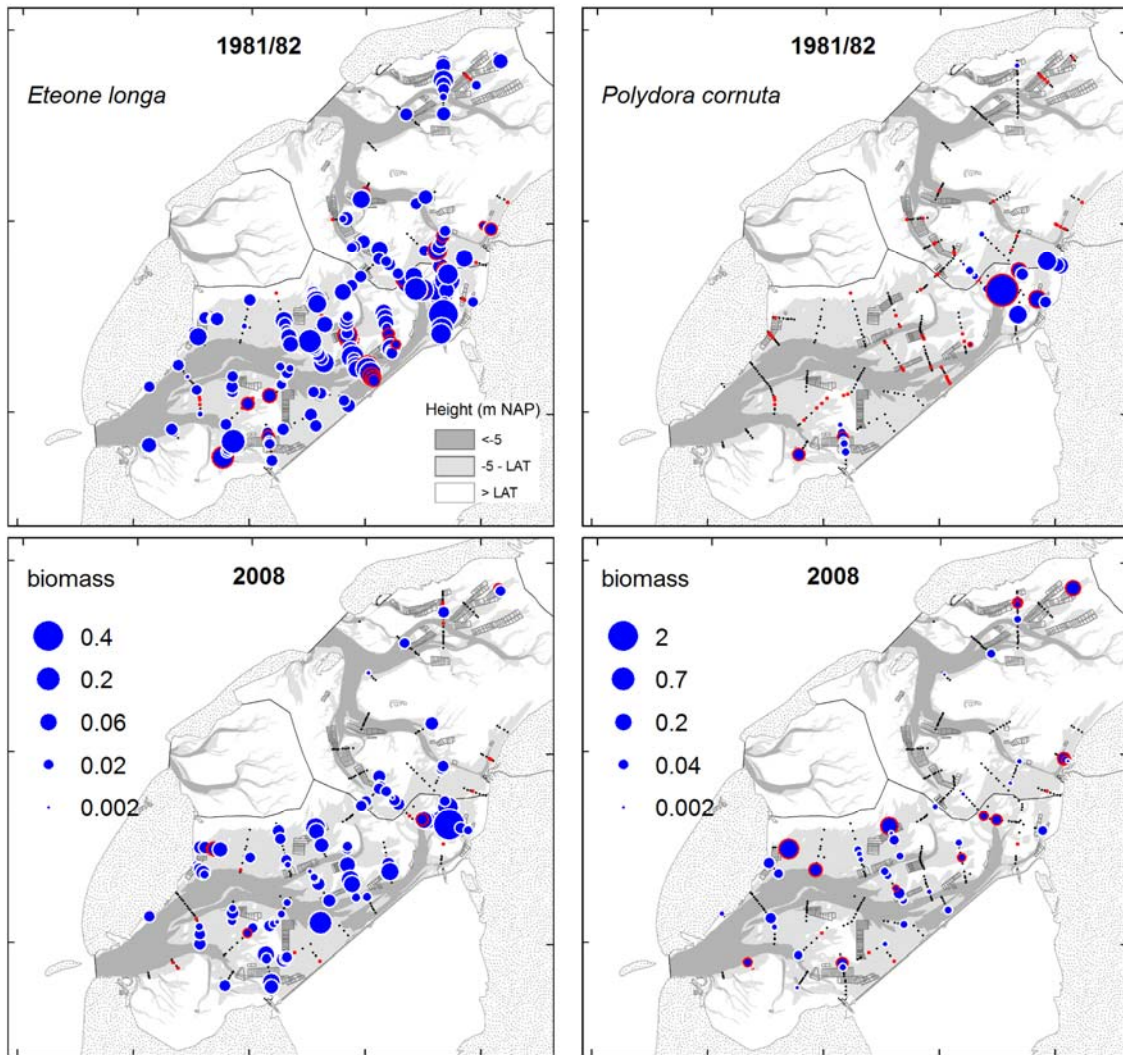 1981/82
Eteone longa
Height (m NAP)
<-5
-5 - LAT
> LAT
1981/82
Polydora cornuta
2008
biomass
0.4
0.2
0.06
0.02
0.002
2008
biomass
2
0.7
0.2
0.04
0.002